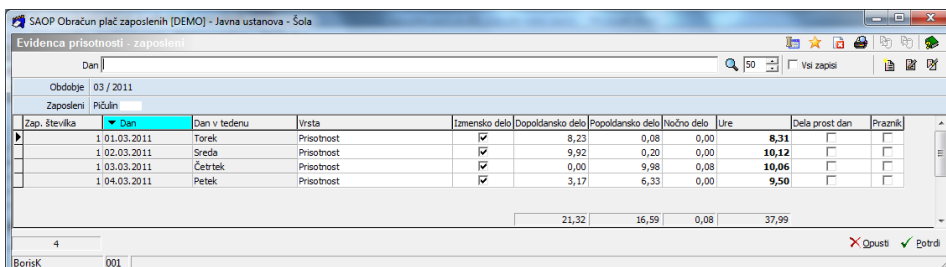 SAOP Obračun plač zaposlenih [DEMO] - Javna ustanova - Šola
Evidenca prisotnosti - zaposleni
Dan 50 Vsi zapisi
Obdobje 03 / 2011
Zaposleni Pičulin
Zap. številka Dan Dan v tedenu Vrsta Izmensko delo Dopoldansko delo Popoldansko delo Nočno delo Ure Dela prost dan Praznik
1 01.03.2011 Torek Prisotnost 8,23 0,08 0,00 8,31
1 02.03.2011 Sreda Prisotnost 9,92 0,20 0,00 10,12
1 03.03.2011 Četrtek Prisotnost 0,00 9,98 0,08 10,06
1 04.03.2011 Petek Prisotnost 3,17 6,33 0,00 9,50
21,32 16,59 0,08 37,99
4 Opusti Potrdi
BorisK 001